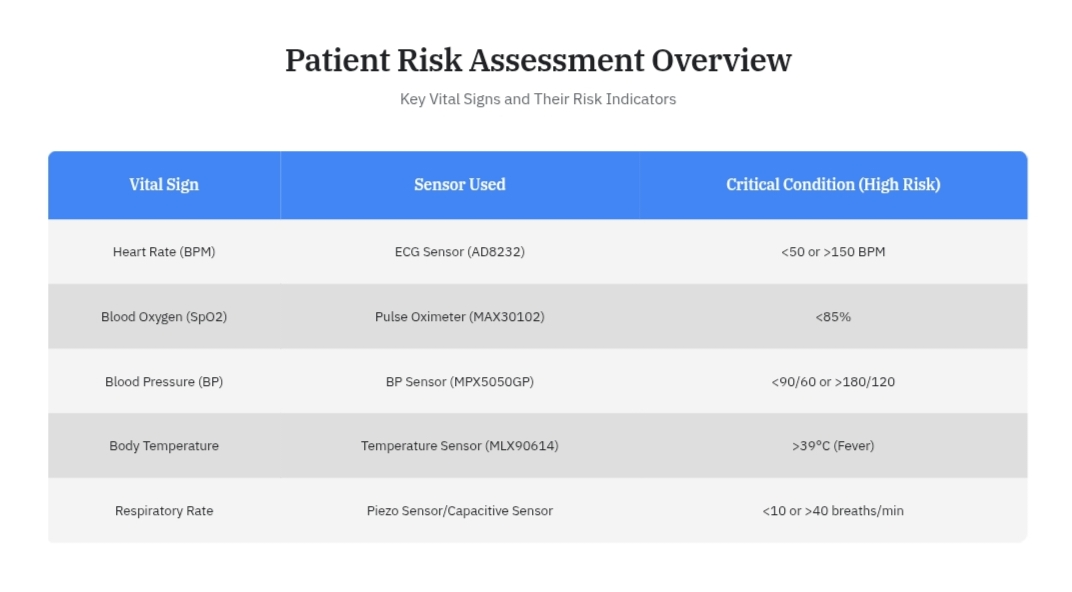 Patient Risk Assessment Overview
Key Vital Signs and Their Risk Indicators
Vital Sign Sensor Used Critical Condition (High Risk)
Heart Rate (BPM) ECG Sensor (AD8232) <50 or >150 BPM
Blood Oxygen (SpO2) Pulse Oximeter (MAX30102) <85%
Blood Pressure (BP) BP Sensor (MPX5050GP) <90/60 or >180/120
Body Temperature Temperature Sensor (MLX90614) >39°C (Fever)
Respiratory Rate Piezo Sensor/Capacitive Sensor <10 or >40 breaths/min